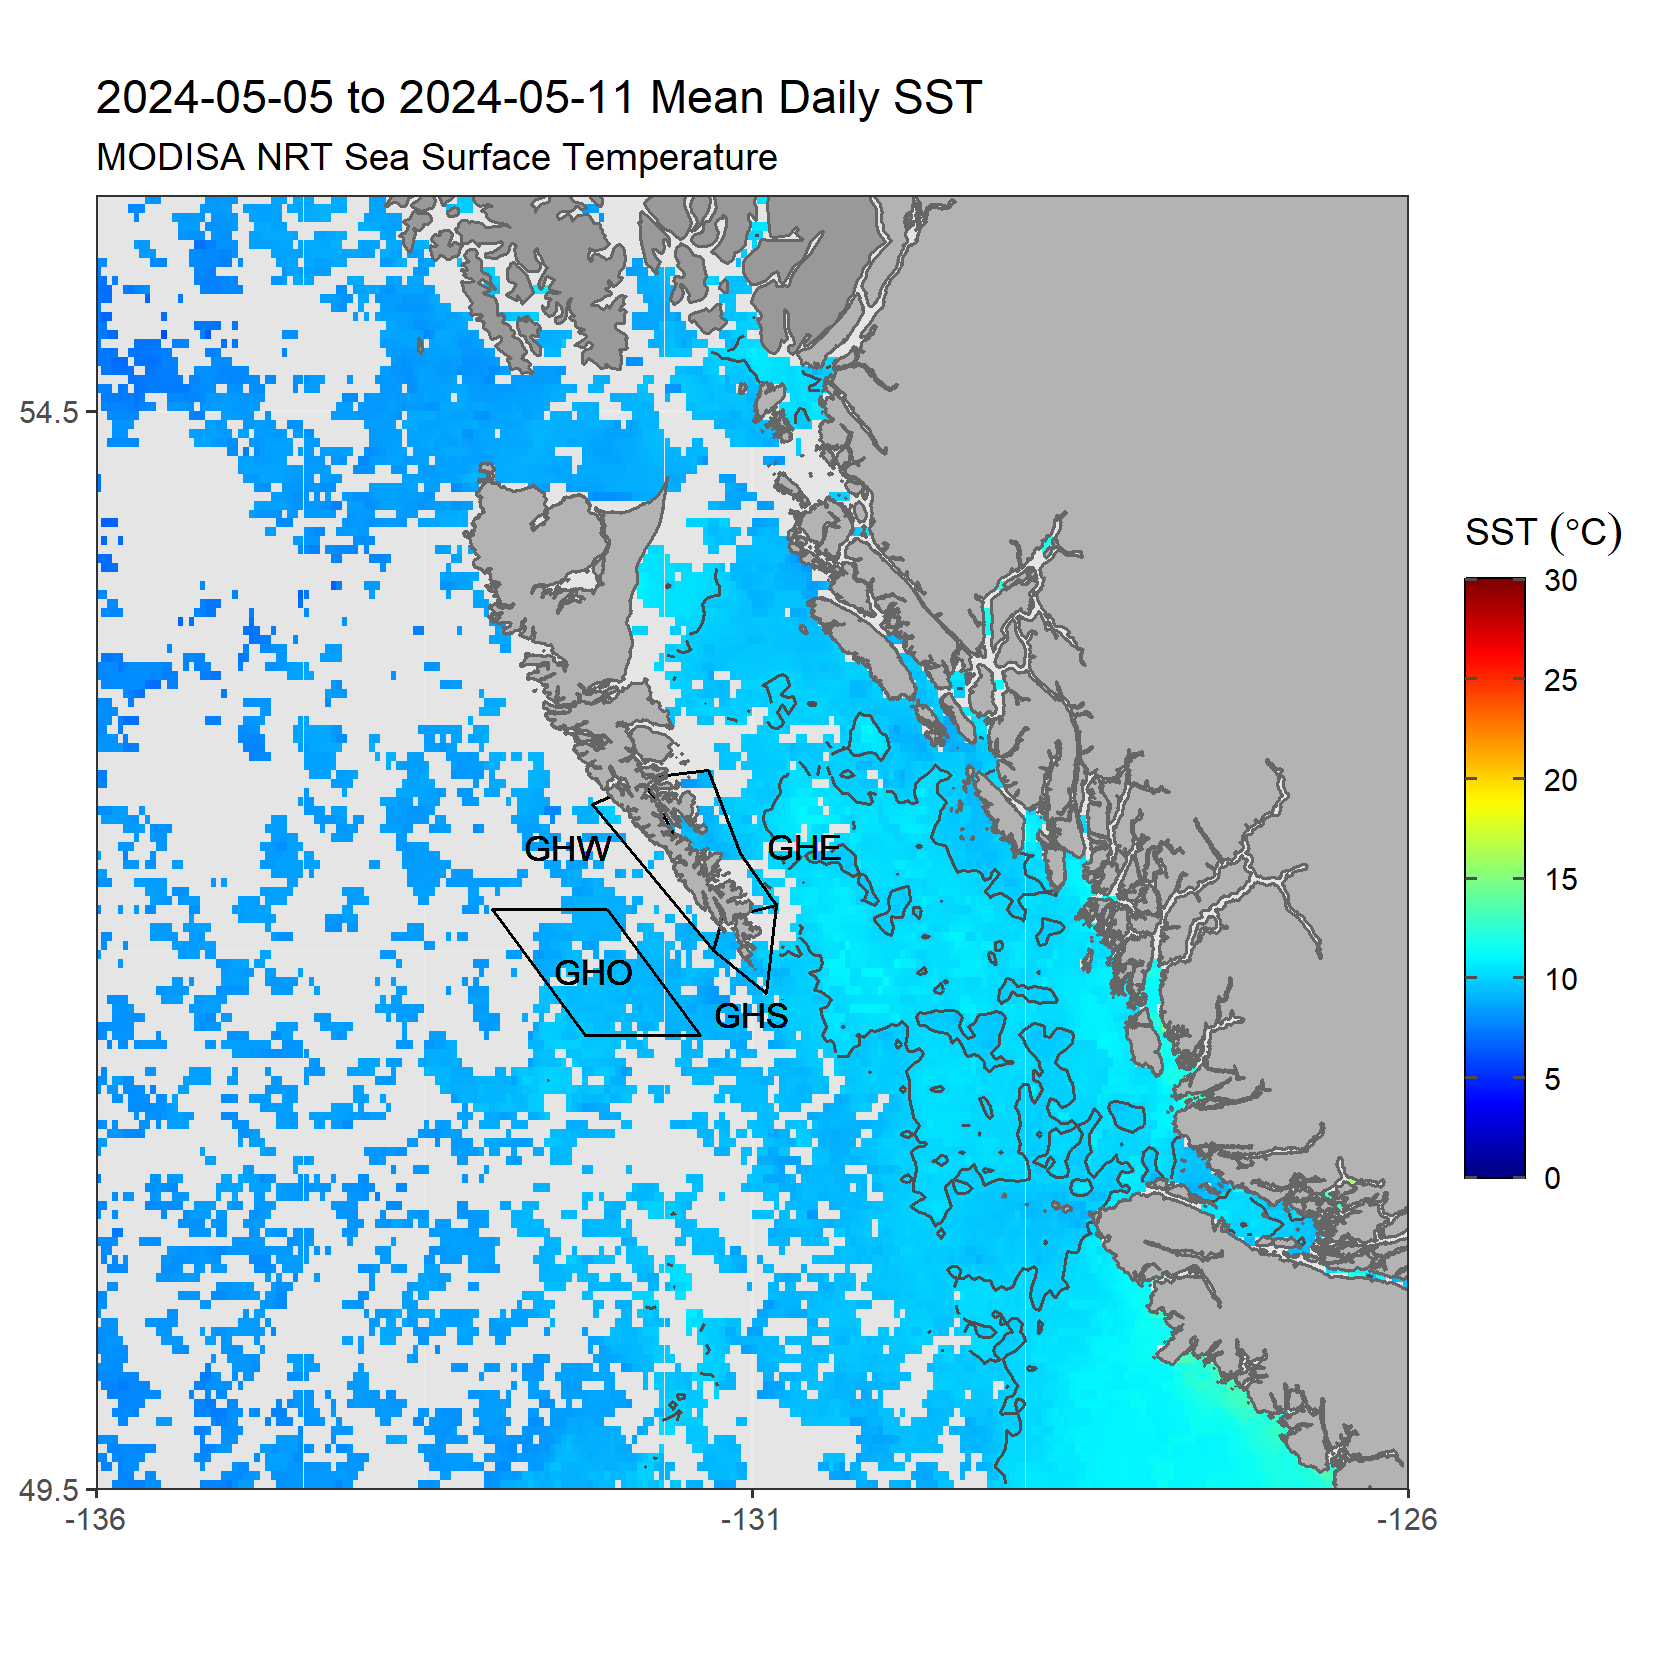 2024-05-05 to 2024-05-11 Mean Daily SST
MODISA NRT Sea Surface Temperature
54.5
49.5
-136
-131
-126
GHW
GHE
GHO
GHS
SST (°C)
30
25
20
15
10
5
0